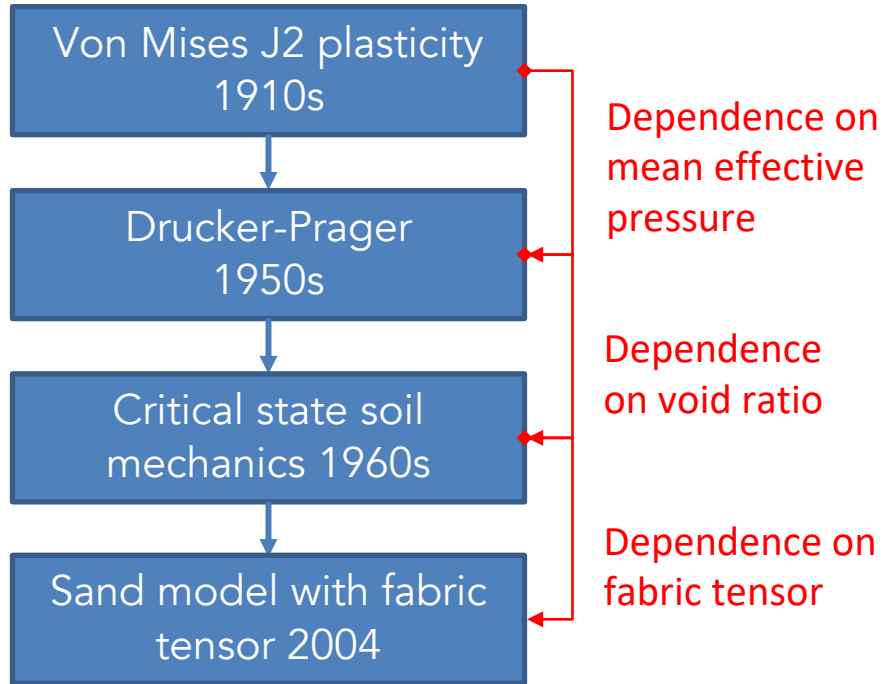 Von Mises J2 plasticity
1910s
Dependence on
mean effective
pressure
Drucker-Prager
1950s
Dependence
on void ratio
Critical state soil
mechanics 1960s
Dependence on
fabric tensor
Sand model with fabric
tensor 2004